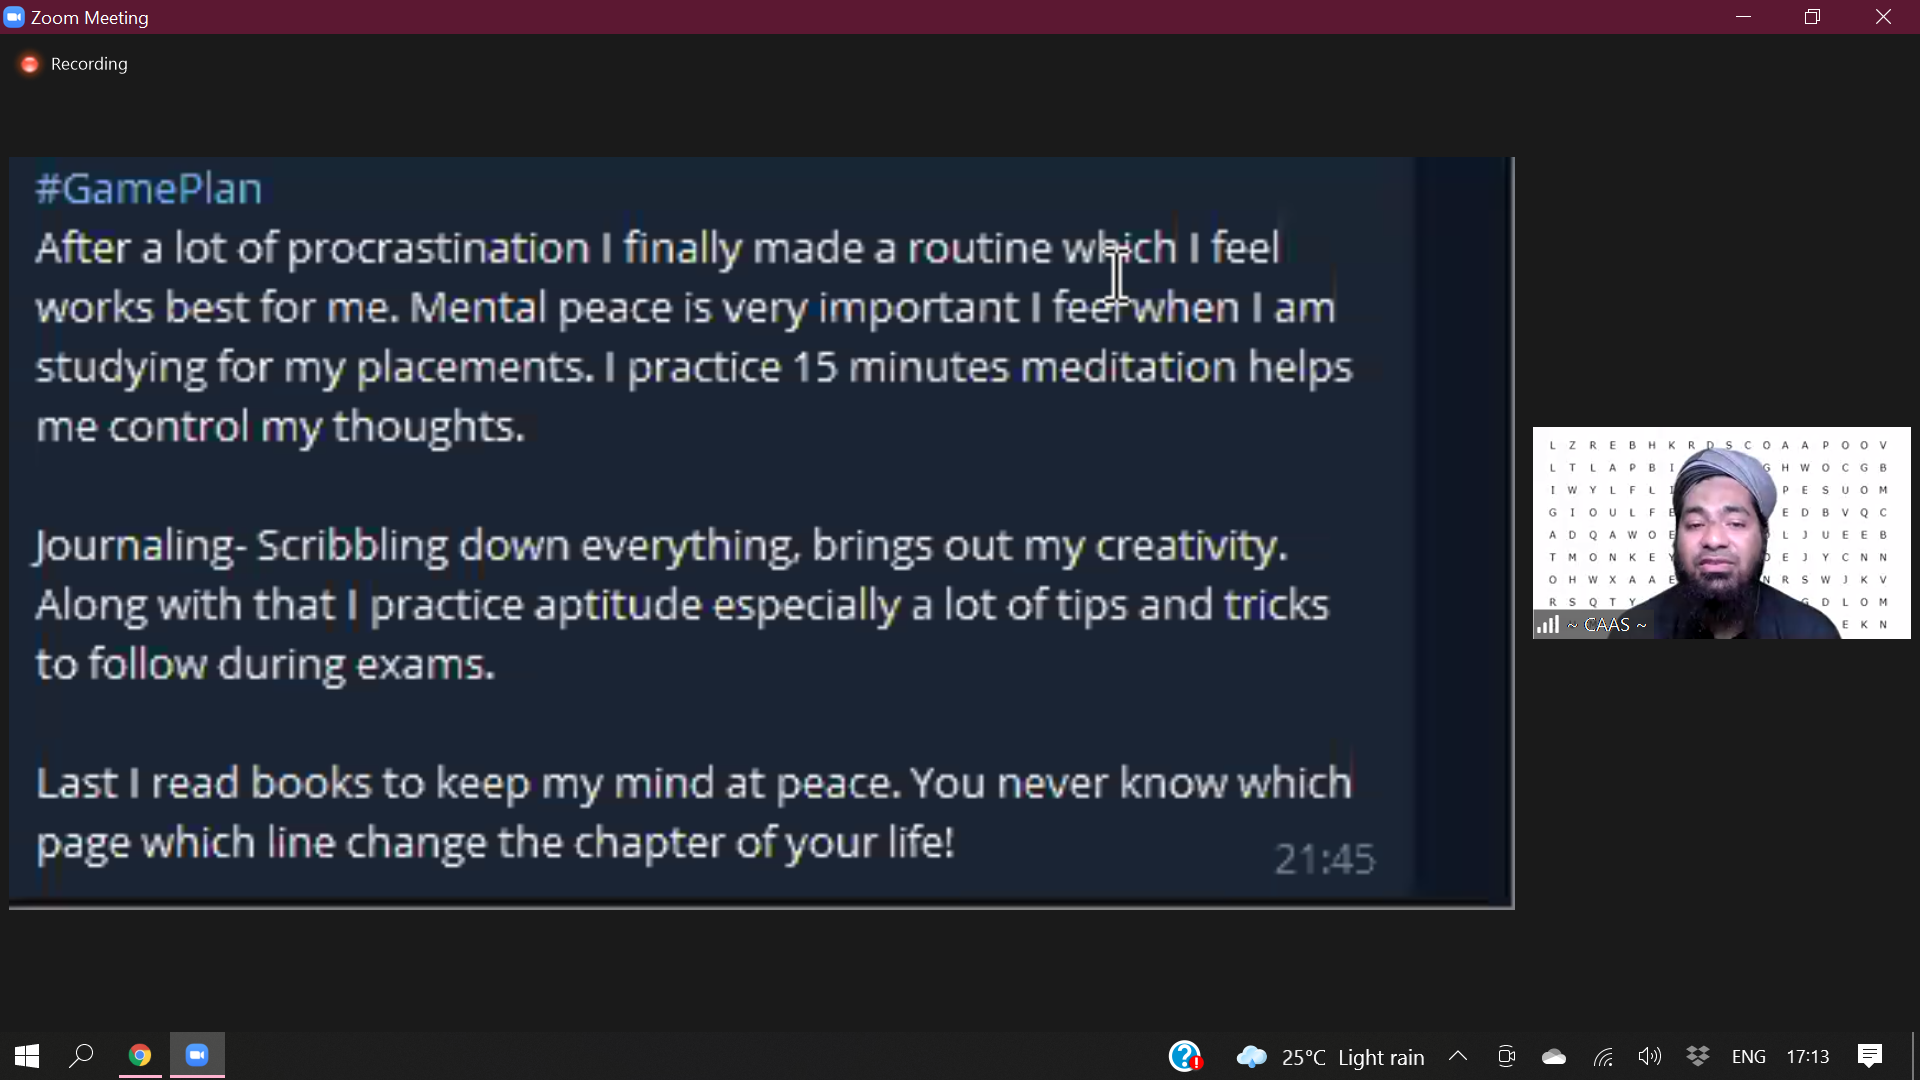 Zoom Meeting
Recording
#GamePlan
After a lot of procrastination I finally made a routine which I feel
works best for me. Mental peace is very important I feel when I am
studying for my placements. I practice 15 minutes meditation helps
me control my thoughts.
Journaling- Scribbling down everything, brings out my creativity.
Along with that I practice aptitude especially a lot of tips and tricks
to follow during exams.
Last I read books to keep my mind at peace. You never know which
page which line change the chapter of your life!
21:45
L Z R E B H K R D S C O A A P O O V
L T L A P B I G H W O C G B
I W Y L F L I P E S U O M
G I O U L F E E D B V Q C
A D Q A W O E L J U E E B
T M O N K E Y D E J Y C N N
O H W X A A E N R S W J K V
R S Q T Y G D L O M
~ CAAS ~ E K N
25°C Light rain ENG 17:13